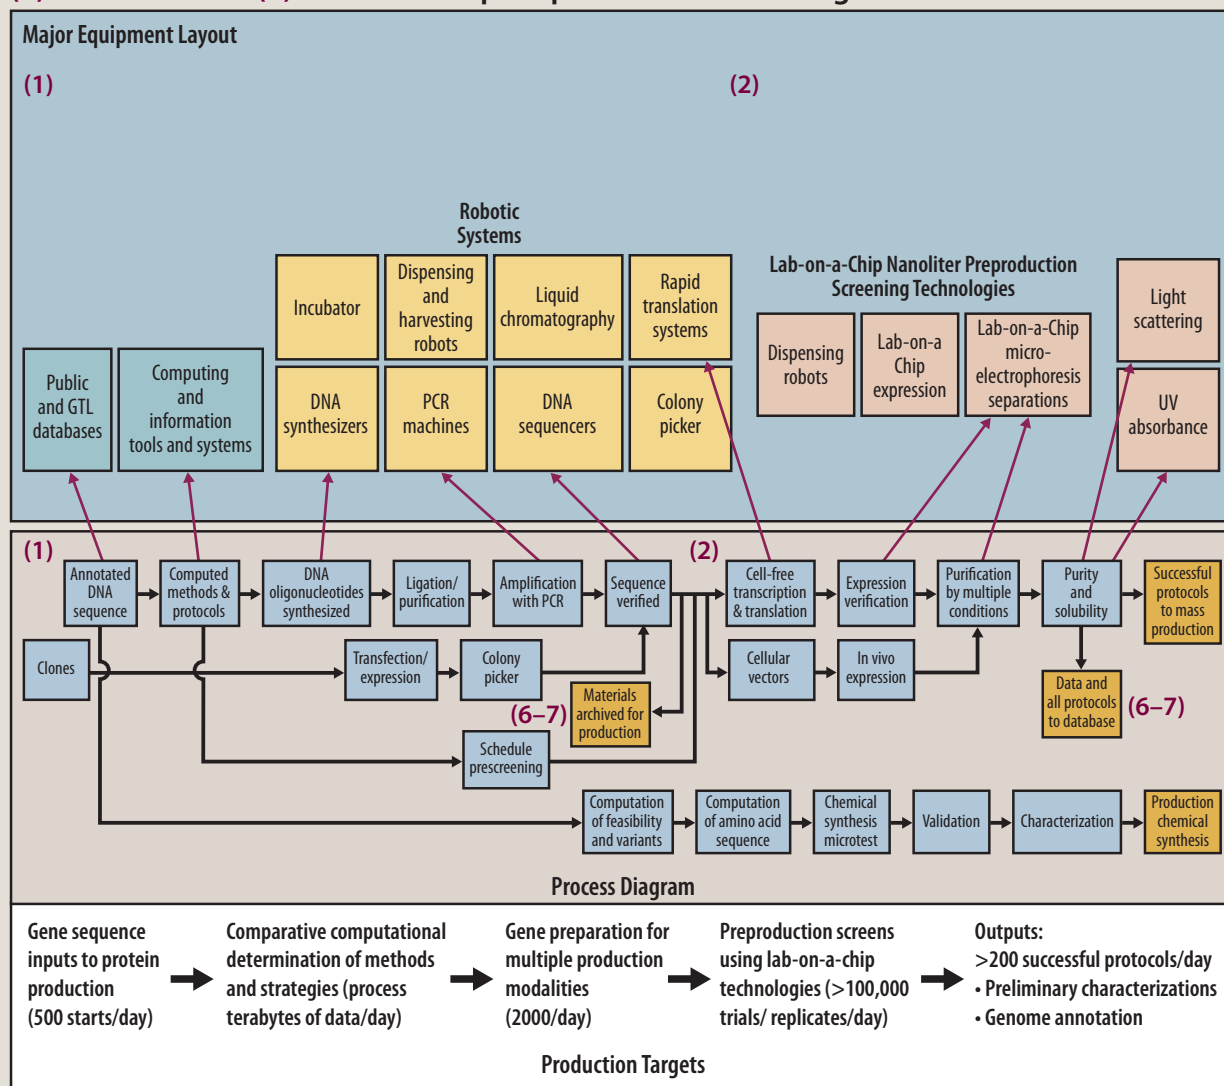 Major Equipment Layout
(1)
(2)
Robotic
Systems
Incubator
Dispensing
and
harvesting
robots
Liquid
chromatography
Rapid
translation
systems
Lab-on-a-Chip Nanoliter Preproduction
Screening Technologies
Light
scattering
Public
and GTL
databases
Computing
and
information
tools and systems
DNA
synthesizers
PCR
machines
DNA
sequencers
Colony
picker
Dispensing
robots
Lab-on-a
Chip
expression
Lab-on-a-Chip
micro-
electrophoresis
separations
UV
absorbance
(1)
(2)
Annotated
DNA
sequence
Computed
methods &
protocols
DNA
oligonucleotides
synthesized
Ligation/
purification
Amplification
with PCR
Sequence
verified
Cell-free
transcription
& translation
Expression
verification
Purification
by multiple
conditions
Purity
and
solubility
Successful
protocols
to mass
production
Clones
Transfection/
expression
Colony
picker
Cellular
vectors
In vivo
expression
(6–7)
Materials
archived for
production
Data and
all protocols
to database
(6–7)
Schedule
prescreening
Computation
of feasibility
and variants
Computation
of amino acid
sequence
Chemical
synthesis
microtest
Validation
Characterization
Production
chemical
synthesis
Process Diagram
Gene sequence
inputs to protein
production
(500 starts/day)
Comparative computational
determination of methods
and strategies (process
terabytes of data/day)
Gene preparation for
multiple production
modalities
(2000/day)
Preproduction screens
using lab-on-a-chip
technologies (>100,000
trials/ replicates/day)
Outputs:
>200 successful protocols/day
• Preliminary characterizations
• Genome annotation
Production Targets